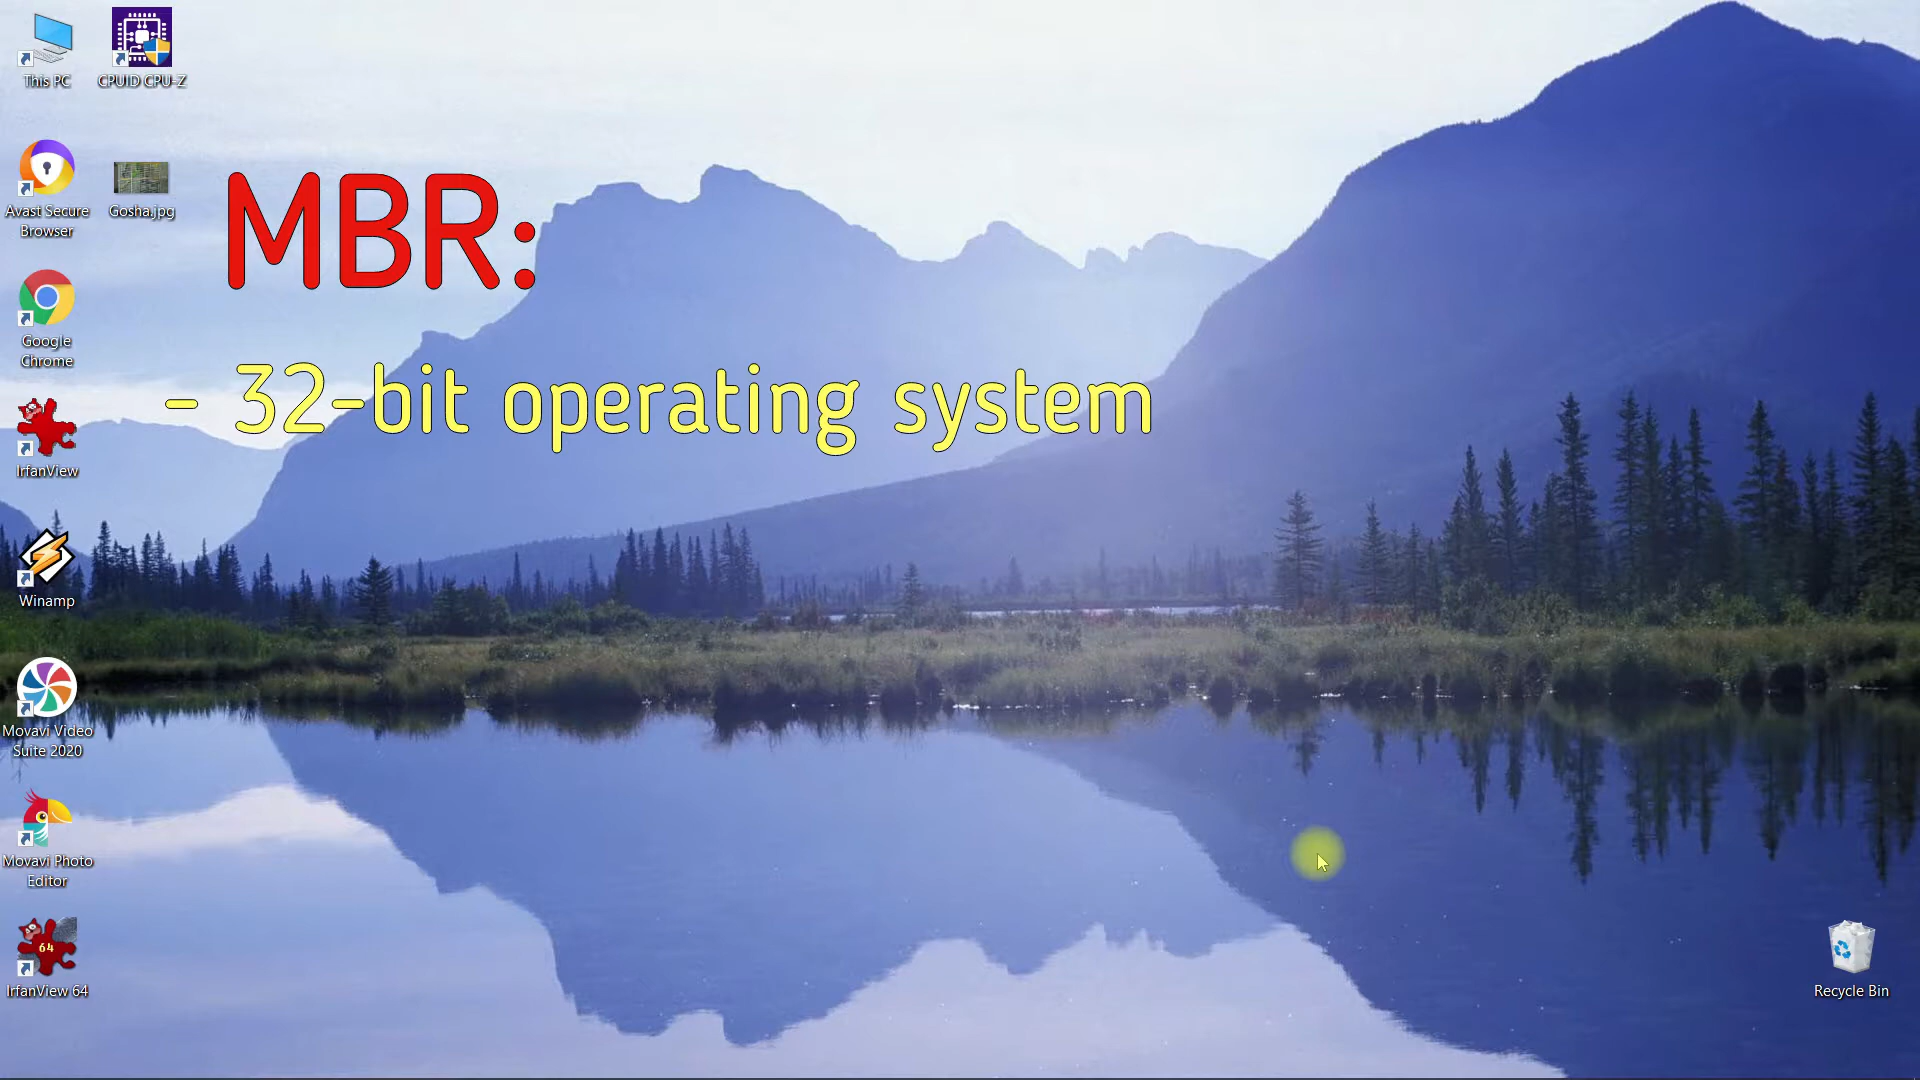 This PC
CPUID CPU-Z
Avast Secure
Browser
Gosha.jpg
MBR:
Google
Chrome
- 32-bit operating system
IrfanView
Winamp
Movavi Video
Suite 2020
Movavi Photo
Editor
64
IrfanView 64
Recycle Bin